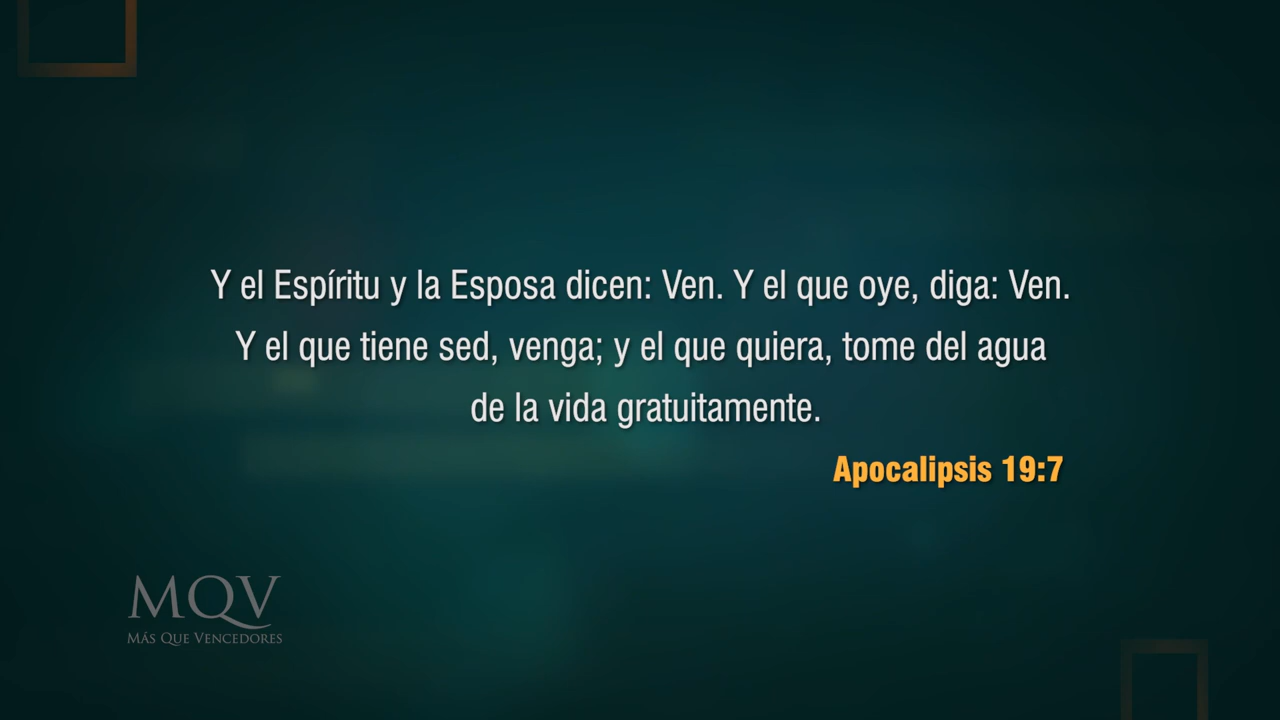 Y el Espíritu y la Esposa dicen: Ven. Y el que oye, diga: Ven.
Y el que tiene sed, venga; y el que quiera, tome del agua
de la vida gratuitamente.
Apocalipsis 19:7
MQV
MÁS QUE VENCEDORES